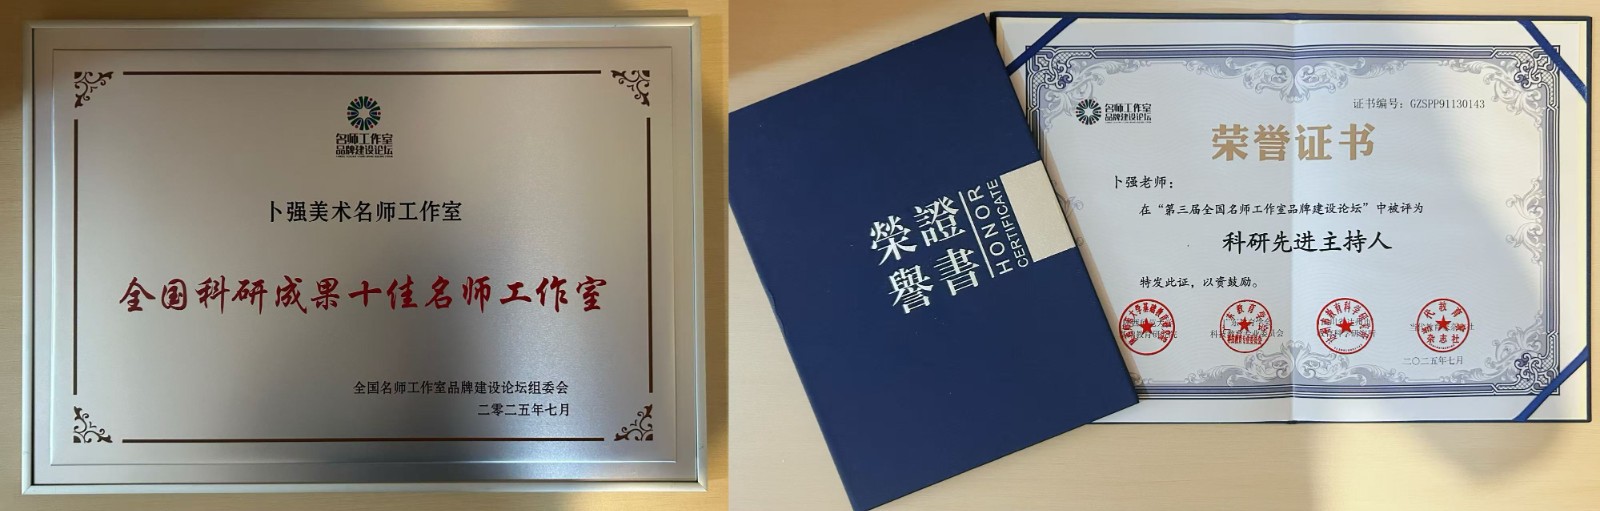 名师工作室
品牌建设论坛
卜强美术名师工作室
全国科研成果十佳名师工作室
全国名师工作室品牌建设论坛组委会
二零二五年七月
榮譽
證書
HONOR
CERTIFICATE
名师工作室
品牌建设论坛
证书编号：GZSPP91130143
荣誉证书
卜强老师：
在“第三届全国名师工作室品牌建设论坛”中被评为
科研先进主持人
特发此证，以资鼓励。
二〇二五年七月